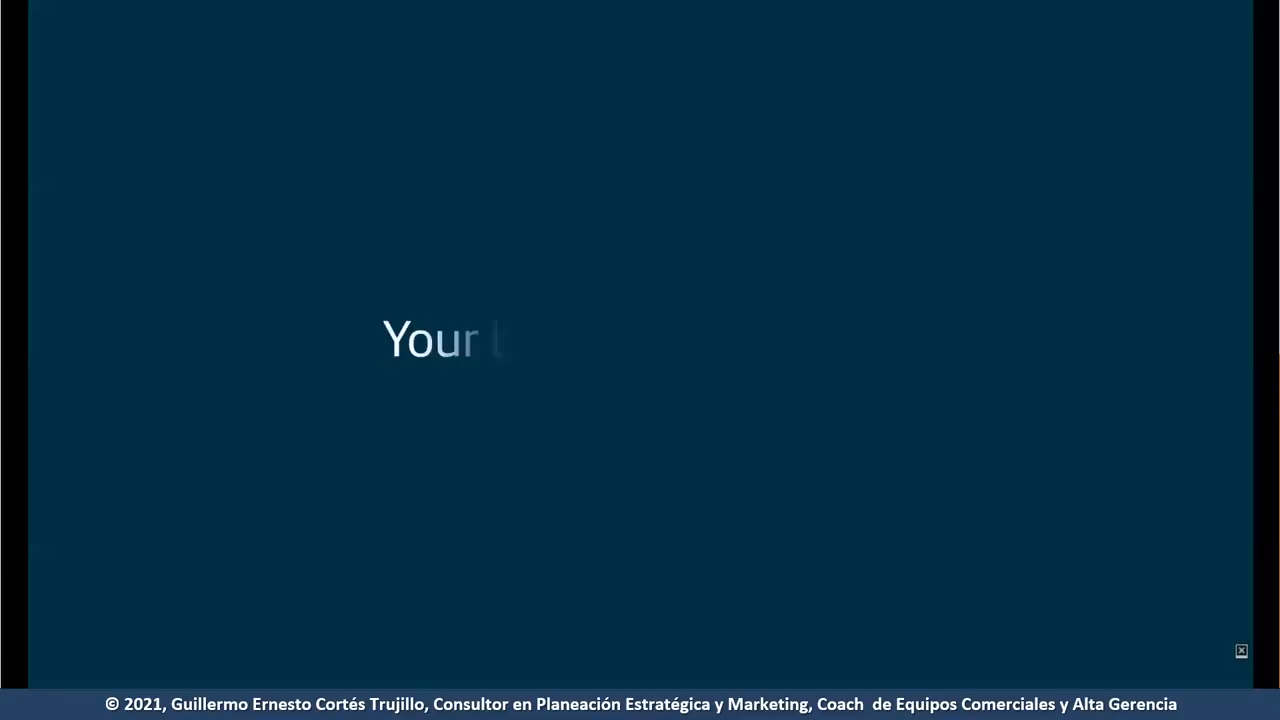 Your
© 2021, Guillermo Ernesto Cortés Trujillo, Consultor en Planeación Estratégica y Marketing, Coach de Equipos Comerciales y Alta Gerencia